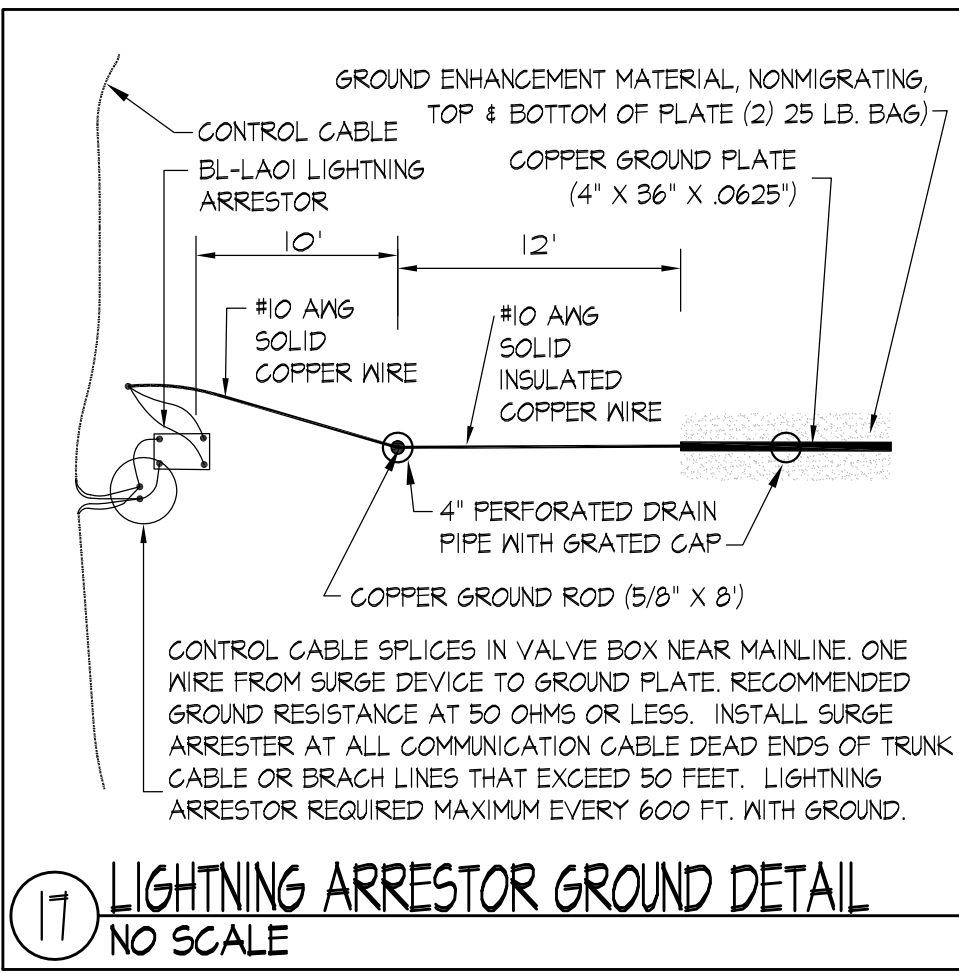 GROUND ENHANCEMENT MATERIAL, NONMIGRATING,
TOP & BOTTOM OF PLATE (2) 25 LB. BAG)
CONTROL CABLE
BL-LA01 LIGHTNING
ARRESTOR
COPPER GROUND PLATE
(4" X 36" X .0625")
10'
12'
#10 AWG
SOLID
COPPER WIRE
#10 AWG
SOLID
INSULATED
COPPER WIRE
4" PERFORATED DRAIN
PIPE WITH GRATED CAP
COPPER GROUND ROD (5/8" X 8')
CONTROL CABLE SPLICES IN VALVE BOX NEAR MAINLINE. ONE
WIRE FROM SURGE DEVICE TO GROUND PLATE. RECOMMENDED
GROUND RESISTANCE AT 50 OHMS OR LESS. INSTALL SURGE
ARRESTER AT ALL COMMUNICATION CABLE DEAD ENDS OF TRUNK
CABLE OR BRACH LINES THAT EXCEED 50 FEET. LIGHTNING
ARRESTOR REQUIRED MAXIMUM EVERY 600 FT. WITH GROUND.
17 LIGHTNING ARRESTOR GROUND DETAIL
NO SCALE